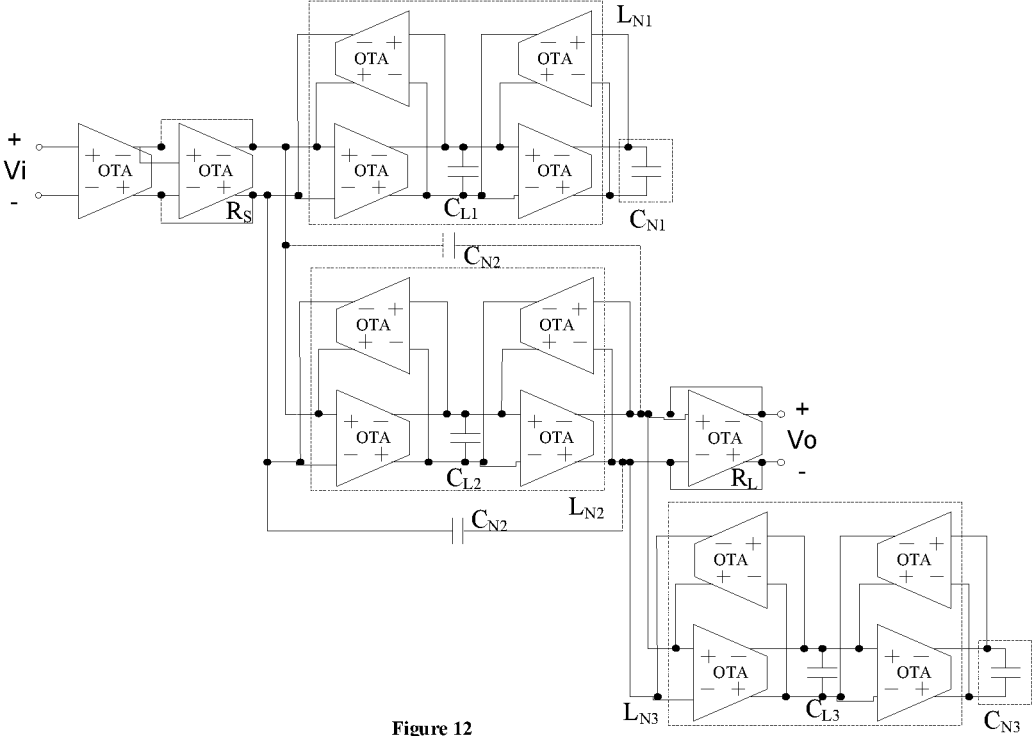 L_N1
OTA
OTA
+
Vi
-
OTA
OTA
R_S
OTA
C_L1
OTA
C_N1
C_N2
OTA
OTA
OTA
C_L2
OTA
L_N2
OTA
R_L
+
Vo
-
C_N2
OTA
OTA
OTA
C_L3
OTA
L_N3
C_N3
Figure 12